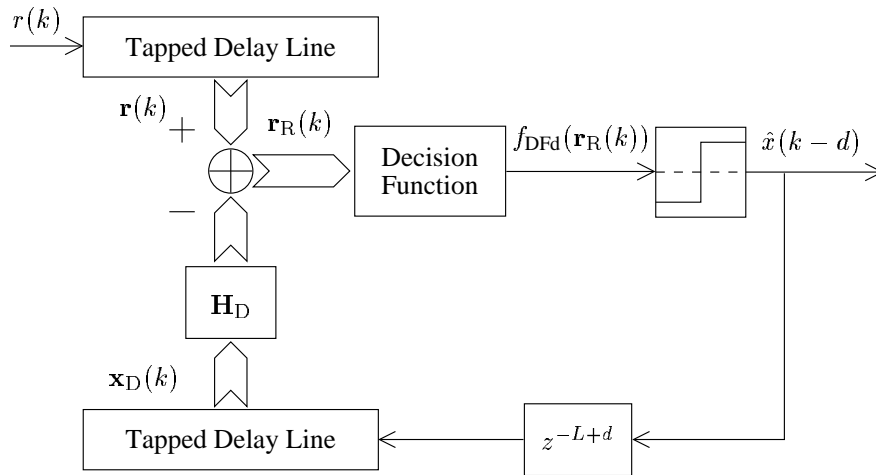 r(k)
Tapped Delay Line
𝐫(k)
+
𝐫_R(k)
f_DFd(𝐫_R(k))
x̂(k − d)
Decision
Function
−
𝐇_D
𝐱_D(k)
Tapped Delay Line
z^{−L+d}